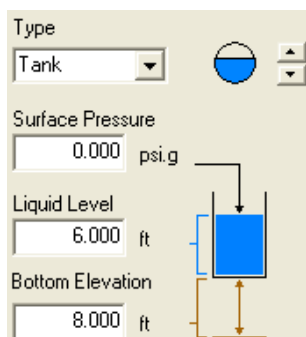 Type
Tank
Surface Pressure
0.000 psi.g
Liquid Level
6.000 ft
Bottom Elevation
8.000 ft